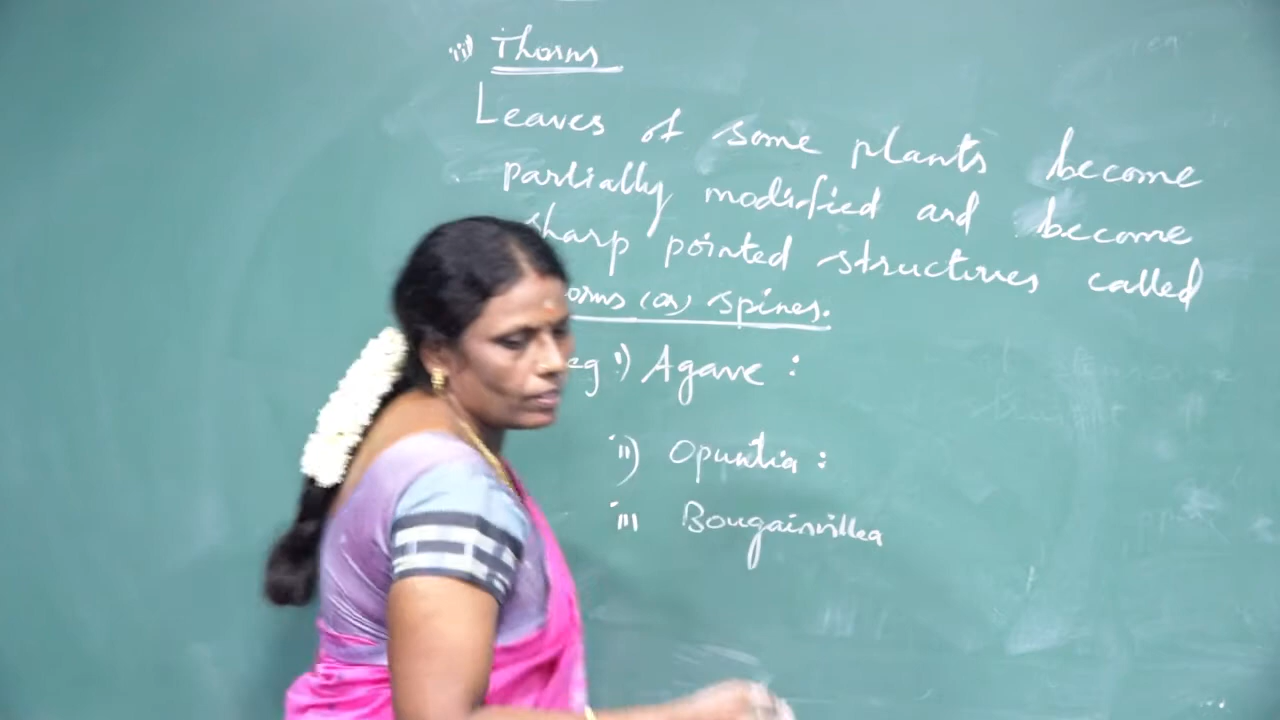 iii) Thorns
Leaves of some plants become
partially modified and become
sharp pointed structures called
orns (or) spines.
eg i) Agave :
ii) Opuntia :
iii Bougainvillea